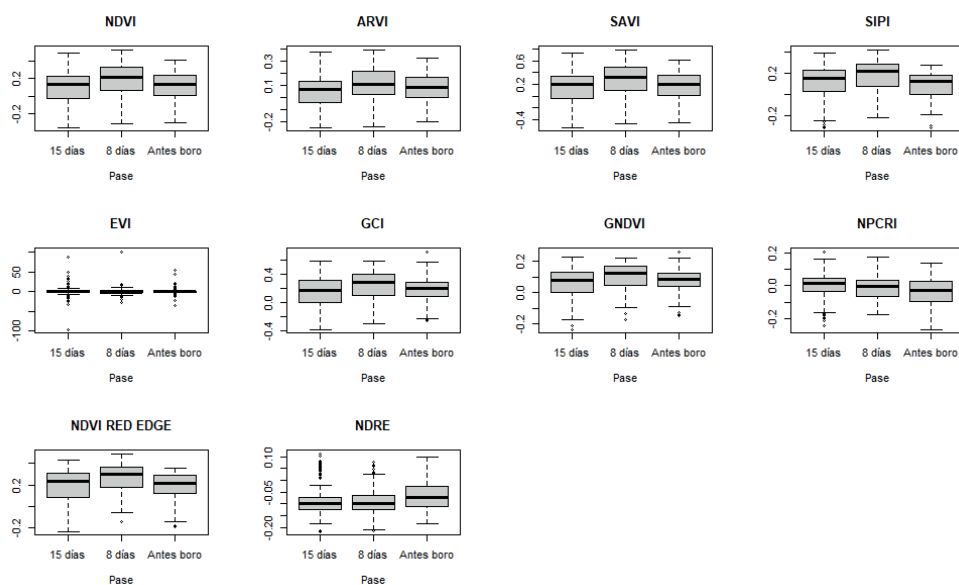 NDVI ARVI SAVI SIPI
0.2 0.3 0.6 0.2
-0.2 0.1 -0.4 -0.2
-0.2
15 días 8 días Antes boro 15 días 8 días Antes boro 15 días 8 días Antes boro 15 días 8 días Antes boro
Pase Pase Pase Pase
EVI GCI GNDVI NPCRI
50 0.4 0.2 0.2
0 0.0 0.0 0.0
-100 -0.4 -0.2 -0.2
15 días 8 días Antes boro 15 días 8 días Antes boro 15 días 8 días Antes boro 15 días 8 días Antes boro
Pase Pase Pase Pase
NDVI RED EDGE NDRE
0.2 0.10
-0.2 -0.05
-0.20
15 días 8 días Antes boro 15 días 8 días Antes boro
Pase Pase